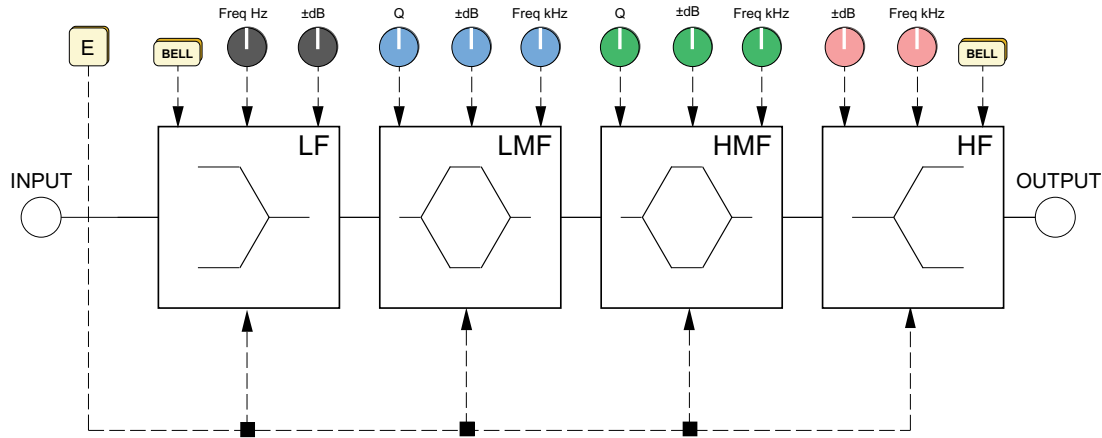 Freq Hz ±dB Q ±dB Freq kHz Q ±dB Freq kHz ±dB Freq kHz
E BELL BELL
LF LMF HMF HF
INPUT OUTPUT